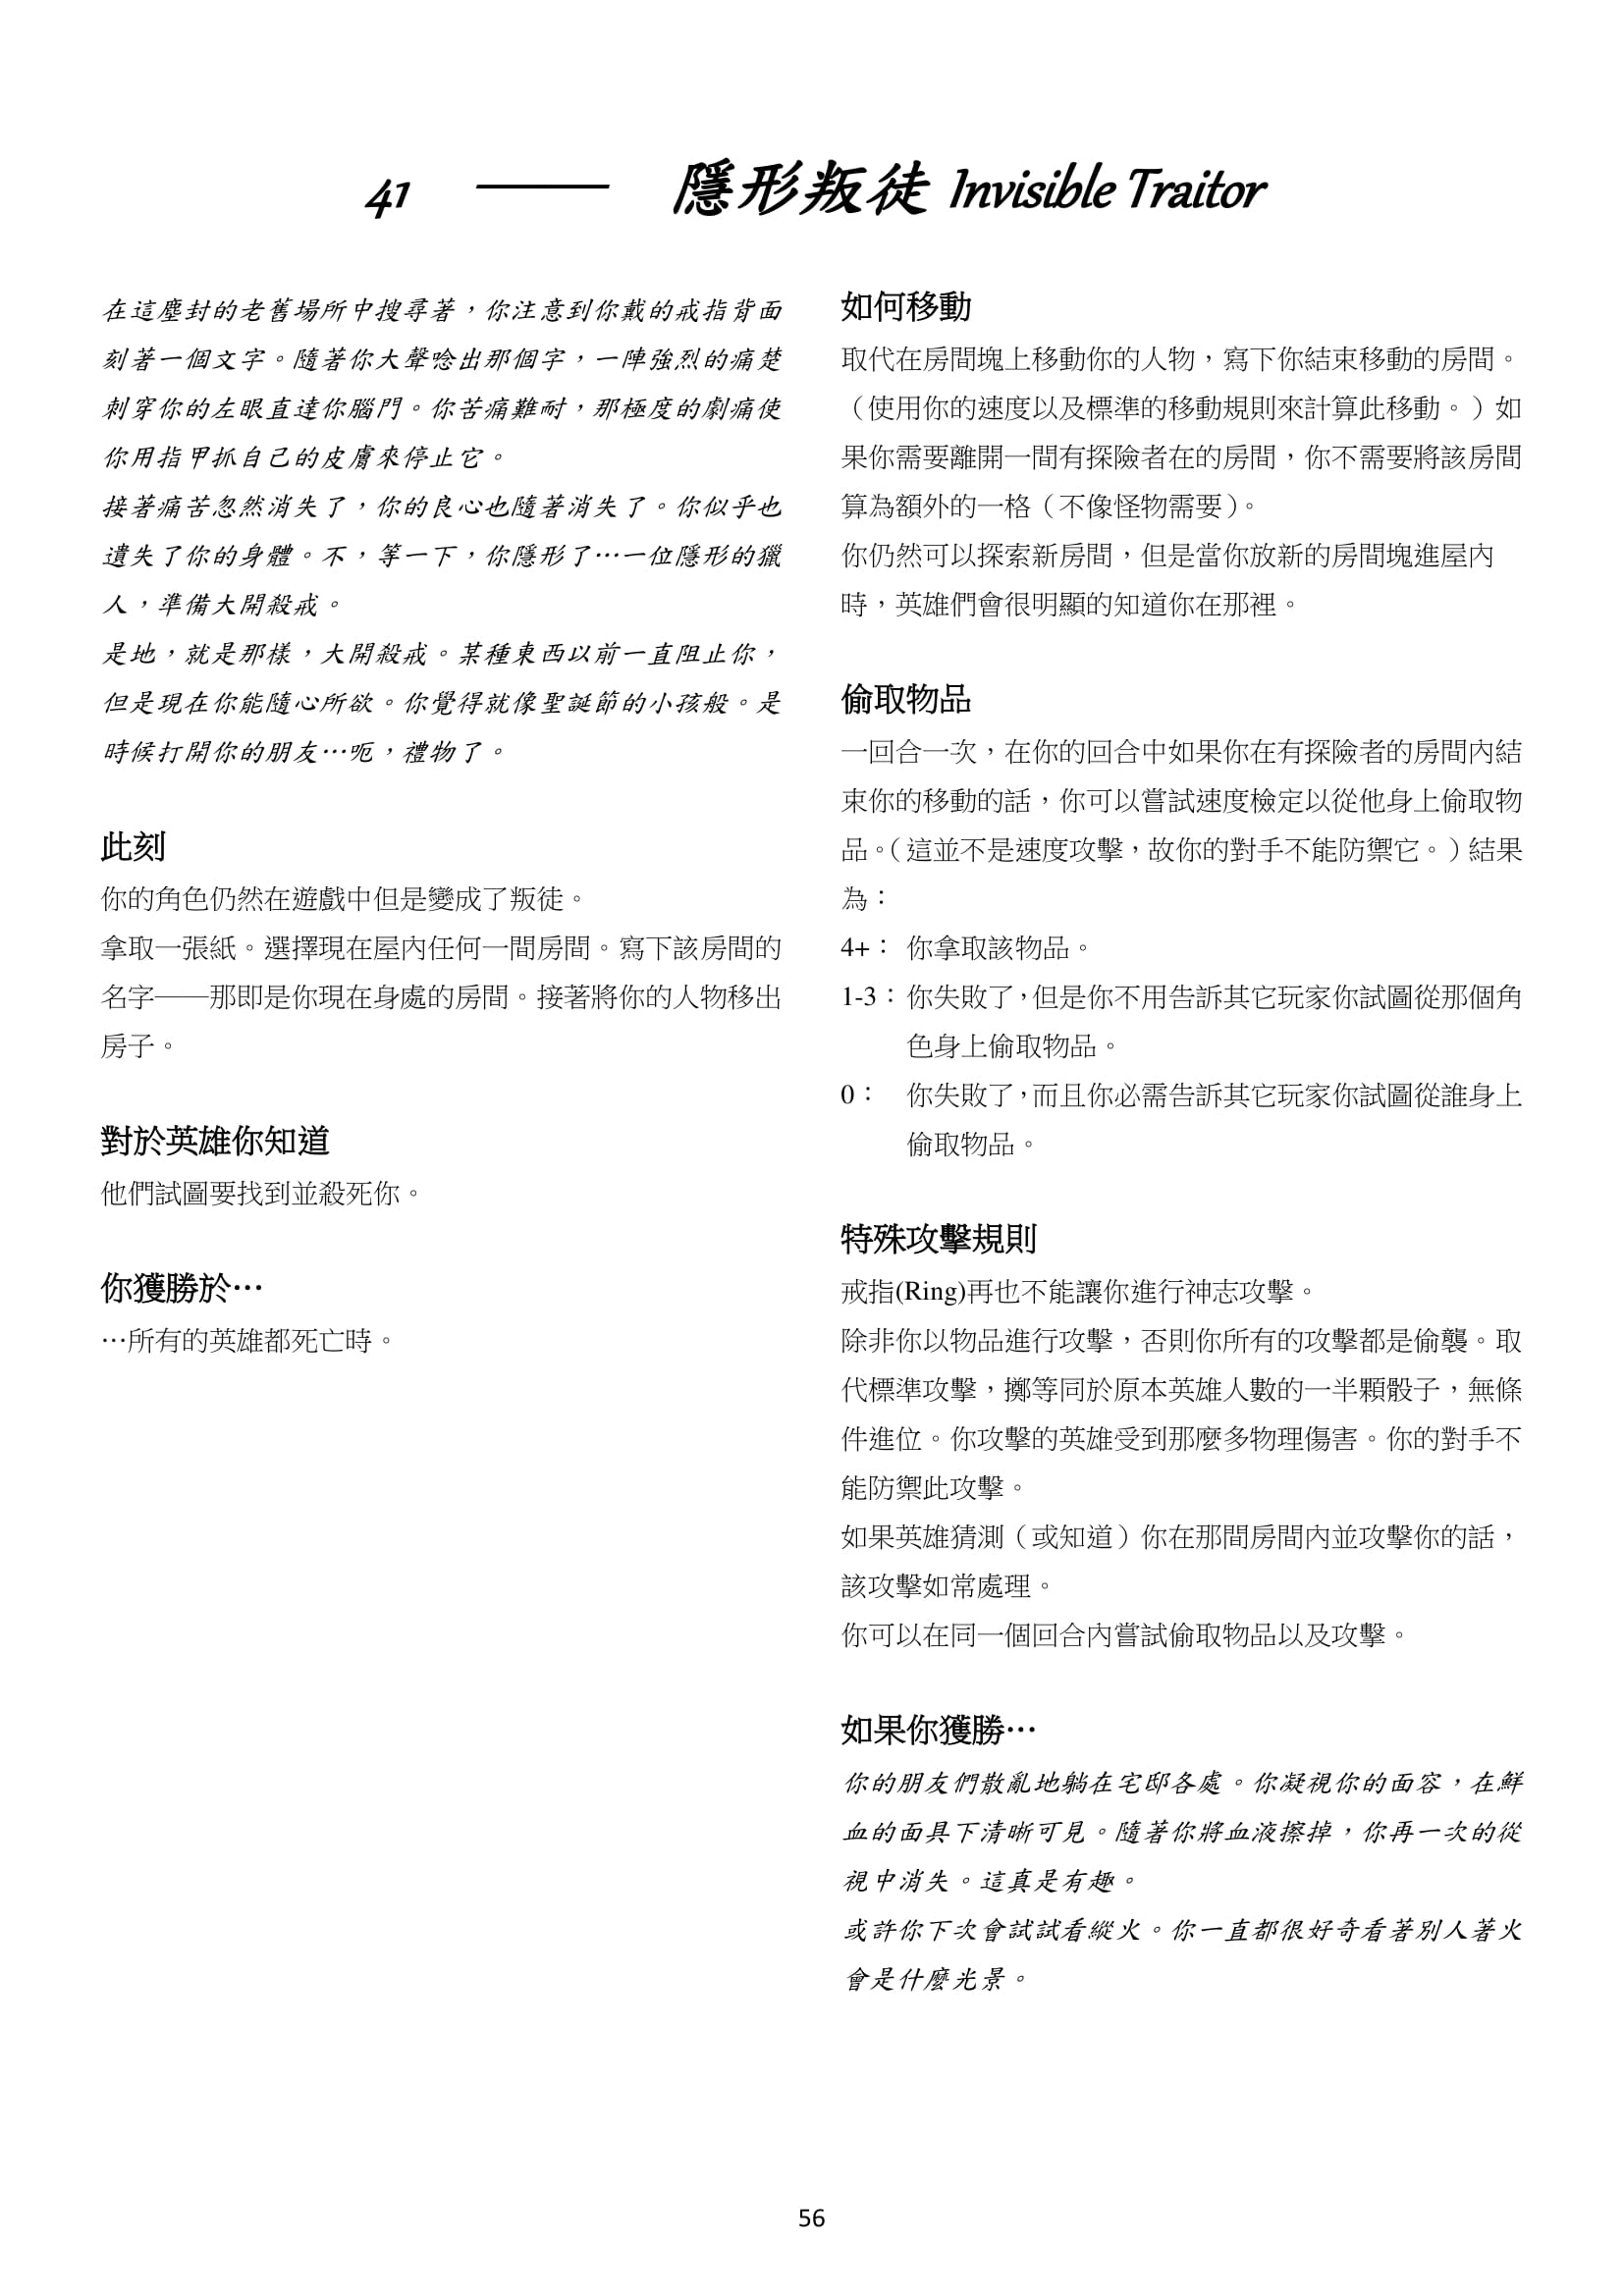 41 —— 隱形叛徒 Invisible Traitor
在這塵封的老舊場所中搜尋著，你注意到你戴的戒指背面
刻著一個文字。隨著你大聲唸出那個字，一陣強烈的痛楚
刺穿你的左眼直達你腦門。你苦痛難耐，那極度的劇痛使
你用指甲抓自己的皮膚來停止它。
接著痛苦忽然消失了，你的良心也隨著消失了。你似乎也
遺失了你的身體。不，等一下，你隱形了…一位隱形的獵
人，準備大開殺戒。
是地，就是那樣，大開殺戒。某種東西以前一直阻止你，
但是現在你能隨心所欲。你覺得就像聖誕節的小孩般。是
時候打開你的朋友…呃，禮物了。
此刻
你的角色仍然在遊戲中但是變成了叛徒。
拿取一張紙。選擇現在屋內任何一間房間。寫下該房間的
名字——那即是你現在身處的房間。接著將你的人物移出
房子。
對於英雄你知道
他們試圖要找到並殺死你。
你獲勝於…
…所有的英雄都死亡時。
如何移動
取代在房間塊上移動你的人物，寫下你結束移動的房間。
（使用你的速度以及標準的移動規則來計算此移動。）如
果你需要離開一間有探險者在的房間，你不需要將該房間
算為額外的一格（不像怪物需要）。
你仍然可以探索新房間，但是當你放新的房間塊進屋內
時，英雄們會很明顯的知道你在那裡。
偷取物品
一回合一次，在你的回合中如果你在有探險者的房間內結
束你的移動的話，你可以嘗試速度檢定以從他身上偷取物
品。（這並不是速度攻擊，故你的對手不能防禦它。）結果
為：
4+： 你拿取該物品。
1-3：你失敗了，但是你不用告訴其它玩家你試圖從那個角
色身上偷取物品。
0： 你失敗了，而且你必需告訴其它玩家你試圖從誰身上
偷取物品。
特殊攻擊規則
戒指(Ring)再也不能讓你進行神志攻擊。
除非你以物品進行攻擊，否則你所有的攻擊都是偷襲。取
代標準攻擊，擲等同於原本英雄人數的一半顆骰子，無條
件進位。你攻擊的英雄受到那麼多物理傷害。你的對手不
能防禦此攻擊。
如果英雄猜測（或知道）你在那間房間內並攻擊你的話，
該攻擊如常處理。
你可以在同一個回合內嘗試偷取物品以及攻擊。
如果你獲勝…
你的朋友們散亂地躺在宅邸各處。你凝視你的面容，在鮮
血的面具下清晰可見。隨著你將血液擦掉，你再一次的從
視中消失。這真是有趣。
或許你下次會試試看縱火。你一直都很好奇看著別人著火
會是什麼光景。
56